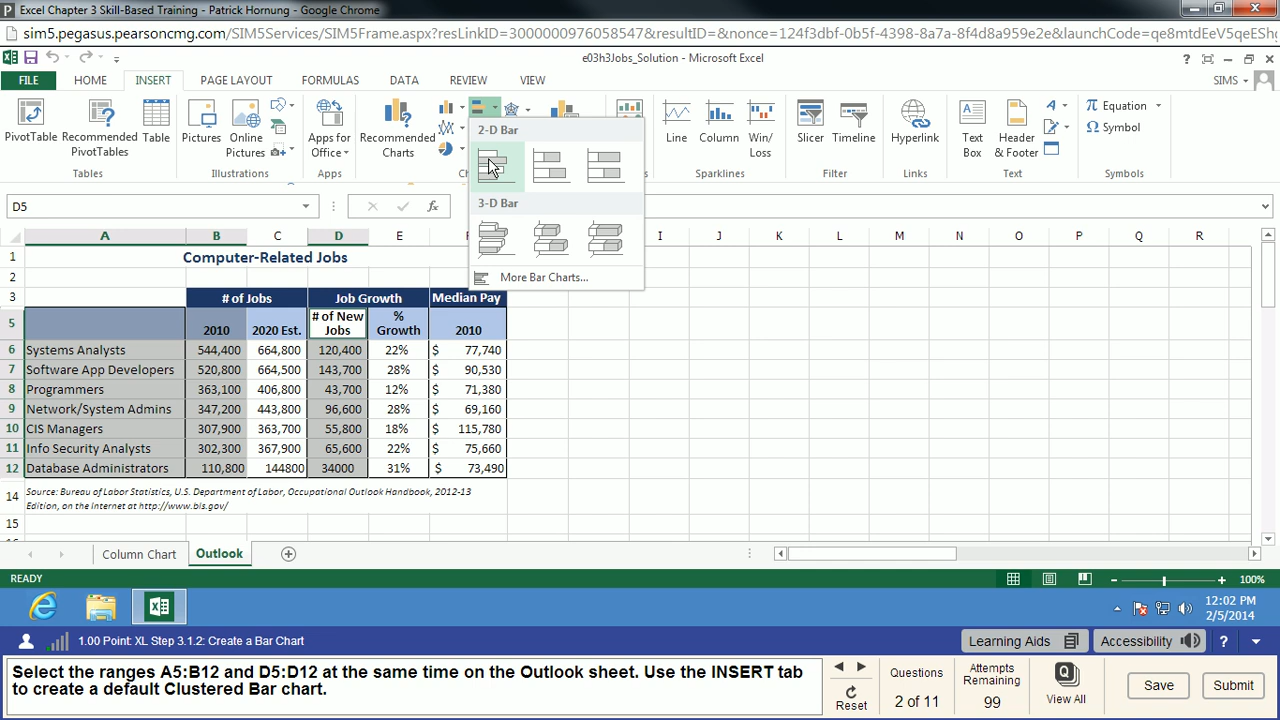 Excel Chapter 3 Skill-Based Training - Patrick Hornung - Google Chrome
sim5.pegasus.pearsoncmg.com/SIM5Services/SIM5Frame.aspx?resLinkID=3000000976058547&resultID=&nonce=124f3dbf-0b5f-4398-8a7a-8f4d8a959e2e&launchCode=qe8mtdEeV5qeESh
e03h3Jobs_Solution - Microsoft Excel
FILE HOME INSERT PAGE LAYOUT FORMULAS DATA REVIEW VIEW SIMS
PivotTable Recommended PivotTables Table Pictures Online Pictures Apps for Office Recommended Charts Line Column Win/ Loss Slicer Timeline Hyperlink Text Box Header & Footer Equation Symbol
Tables Illustrations Apps Sparklines Filter Links Text Symbols
2-D Bar
3-D Bar
More Bar Charts...
D5
A B C D E I J K L M N O P Q R
1 Computer-Related Jobs
2
3 # of Jobs Job Growth Median Pay
5 2010 2020 Est. # of New Jobs % Growth 2010
6 Systems Analysts 544,400 664,800 120,400 22% $ 77,740
7 Software App Developers 520,800 664,500 143,700 28% $ 90,530
8 Programmers 363,100 406,800 43,700 12% $ 71,380
9 Network/System Admins 347,200 443,800 96,600 28% $ 69,160
10 CIS Managers 307,900 363,700 55,800 18% $ 115,780
11 Info Security Analysts 302,300 367,900 65,600 22% $ 75,660
12 Database Administrators 110,800 144800 34000 31% $ 73,490
14 Source: Bureau of Labor Statistics, U.S. Department of Labor, Occupational Outlook Handbook, 2012-13
Edition, on the Internet at http://www.bls.gov/
15
Column Chart Outlook
READY 100%
12:02 PM
2/5/2014
1.00 Point: XL Step 3.1.2: Create a Bar Chart Learning Aids Accessibility ?
Select the ranges A5:B12 and D5:D12 at the same time on the Outlook sheet. Use the INSERT tab
to create a default Clustered Bar chart.
Reset
Questions
2 of 11
Attempts
Remaining
99
View All
Save
Submit